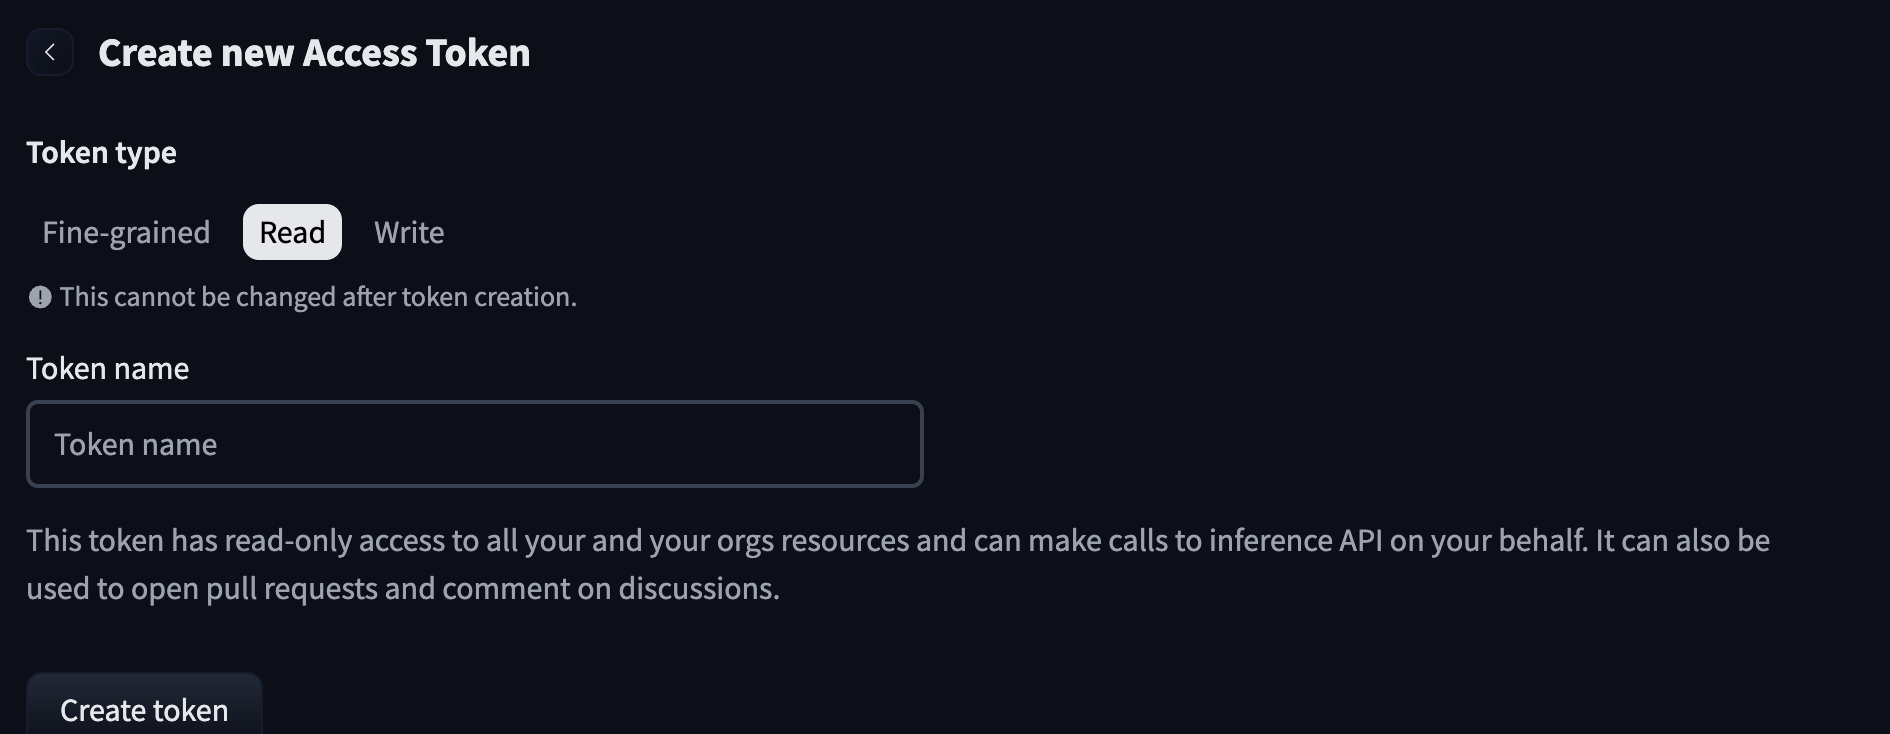 Create new Access Token
Token type
Fine-grained Read Write
This cannot be changed after token creation.
Token name
Token name
This token has read-only access to all your and your orgs resources and can make calls to inference API on your behalf. It can also be
used to open pull requests and comment on discussions.
Create token